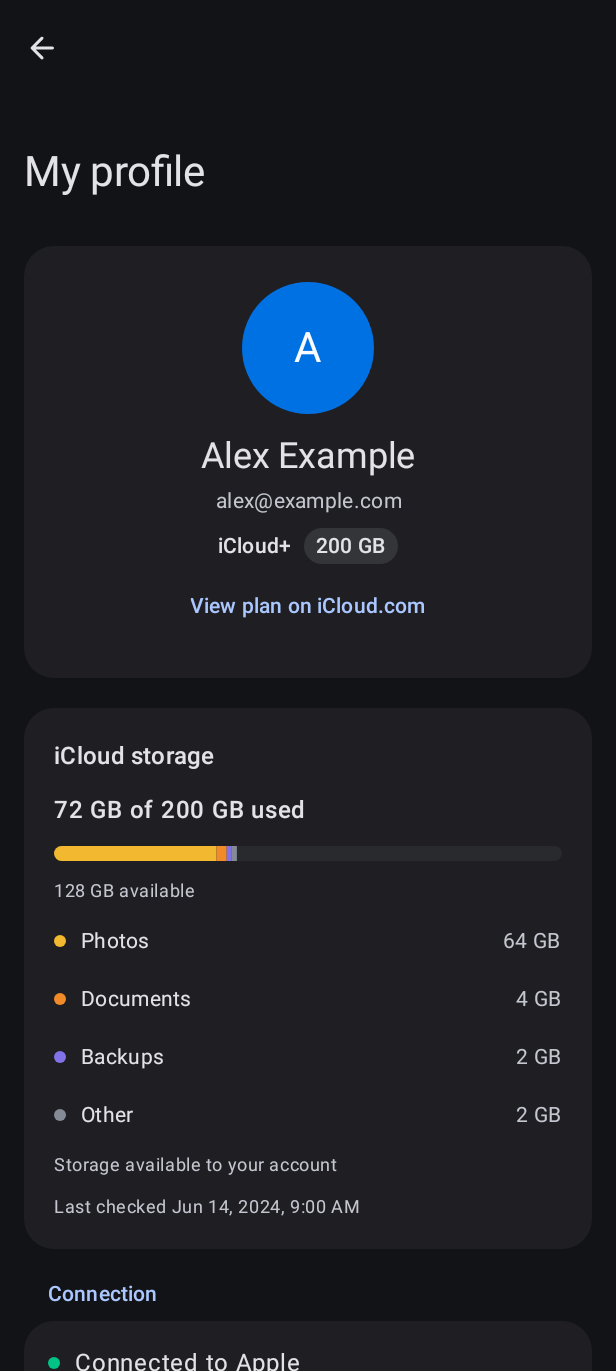 My profile
A
Alex Example
alex@example.com
iCloud+ 200 GB
View plan on iCloud.com
iCloud storage
72 GB of 200 GB used
128 GB available
Photos 64 GB
Documents 4 GB
Backups 2 GB
Other 2 GB
Storage available to your account
Last checked Jun 14, 2024, 9:00 AM
Connection
Connected to Apple